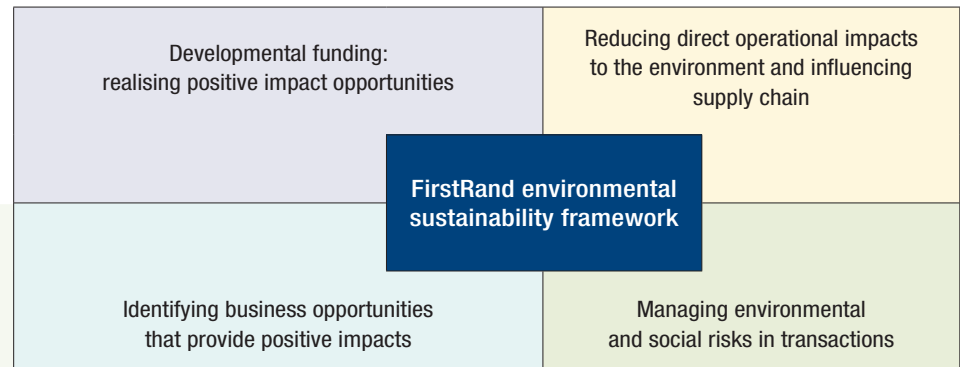 Developmental funding:
realising positive impact opportunities
Reducing direct operational impacts
to the environment and influencing
supply chain
FirstRand environmental
sustainability framework
Identifying business opportunities
that provide positive impacts
Managing environmental
and social risks in transactions